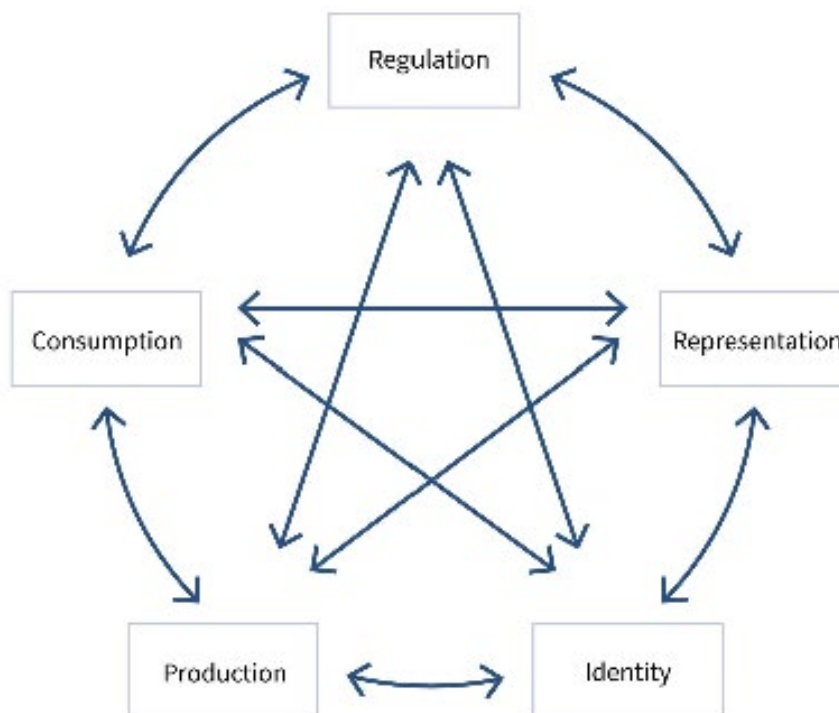 Regulation
Consumption
Representation
Production
Identity